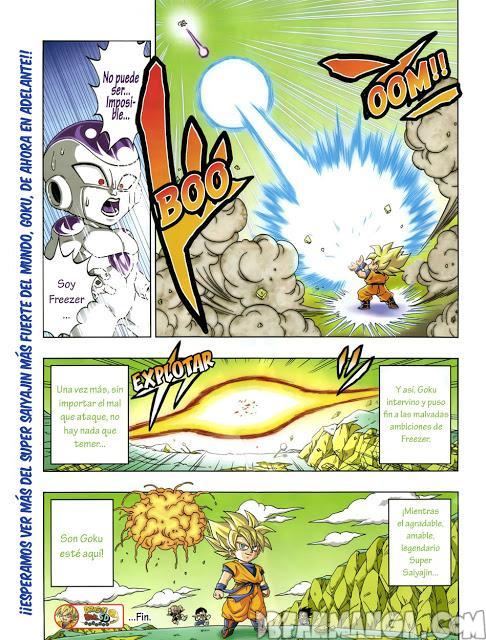 BOO
OOM!!
No puede
ser...
Imposi-
ble...
Soy
Freezer
...
Y así, Goku
intervino y puso
fin a las malvadas
ambiciones de
Freezer.
EXPLOTAR
Una vez más, sin
importar el mal
que ataque, no
hay nada que
temer...
¡Mientras
el agradable,
amable,
legendario
Super
Saiyajin...
Son Goku
esté aquí!
...Fin.
¡¡ESPERAMOS VER MÁS DEL SUPER SAIYAJIN MÁS FUERTE DEL MUNDO, GOKU, DE AHORA EN ADELANTE!!